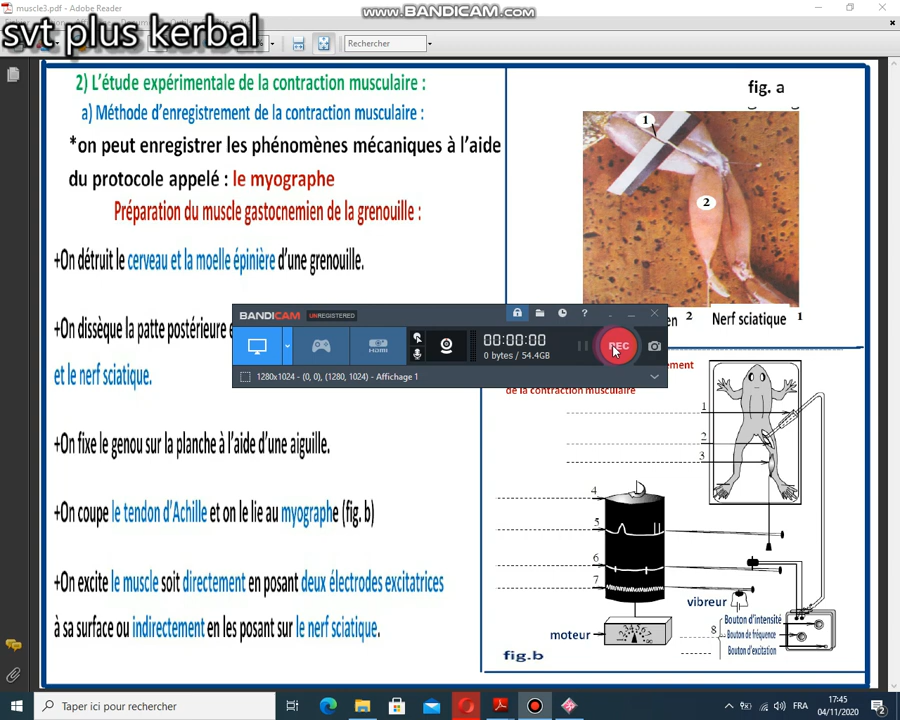 muscle3.pdf - Adobe Reader
www.BANDICAM.com
svt plus kerbal
Rechercher
2) L'étude expérimentale de la contraction musculaire :
a) Méthode d'enregistrement de la contraction musculaire :
*on peut enregistrer les phénomènes mécaniques à l'aide
du protocole appelé : le myographe
Préparation du muscle gastocnemien de la grenouille :
+On détruit le cerveau et la moelle épinière d'une grenouille.
+On dissèque la patte postérieure
et le nerf sciatique.
+On fixe le genou sur la planche à l'aide d'une aiguille.
+On coupe le tendon d'Achille et on le lie au myographe (fig. b)
+On excite le muscle soit directement en posant deux électrodes excitatrices
à sa surface ou indirectement en les posant sur le nerf sciatique.
fig. a
1
2
en 2 Nerf sciatique 1
BANDICAM UNREGISTERED
HDMI
00:00:00
0 bytes / 54.4GB
REC
1280x1024 - (0, 0), (1280, 1024) - Affichage 1
de la contraction musculaire
1
2
3
4
5
6
7
vibreur
moteur
8
Bouton d'intensité
Bouton de fréquence
Bouton d'excitation
fig.b
Taper ici pour rechercher
FRA
17:45
04/11/2020
2